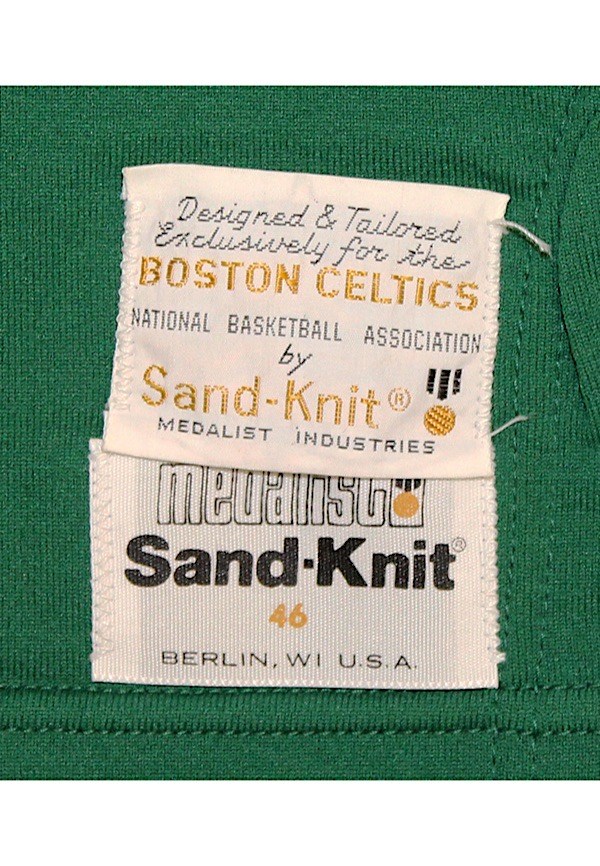 Designed & Tailored
Exclusively for the
BOSTON CELTICS
NATIONAL BASKETBALL ASSOCIATION
by
Sand-Knit®
MEDALIST INDUSTRIES
medalist
Sand-Knit®
46
BERLIN, WI U.S.A.